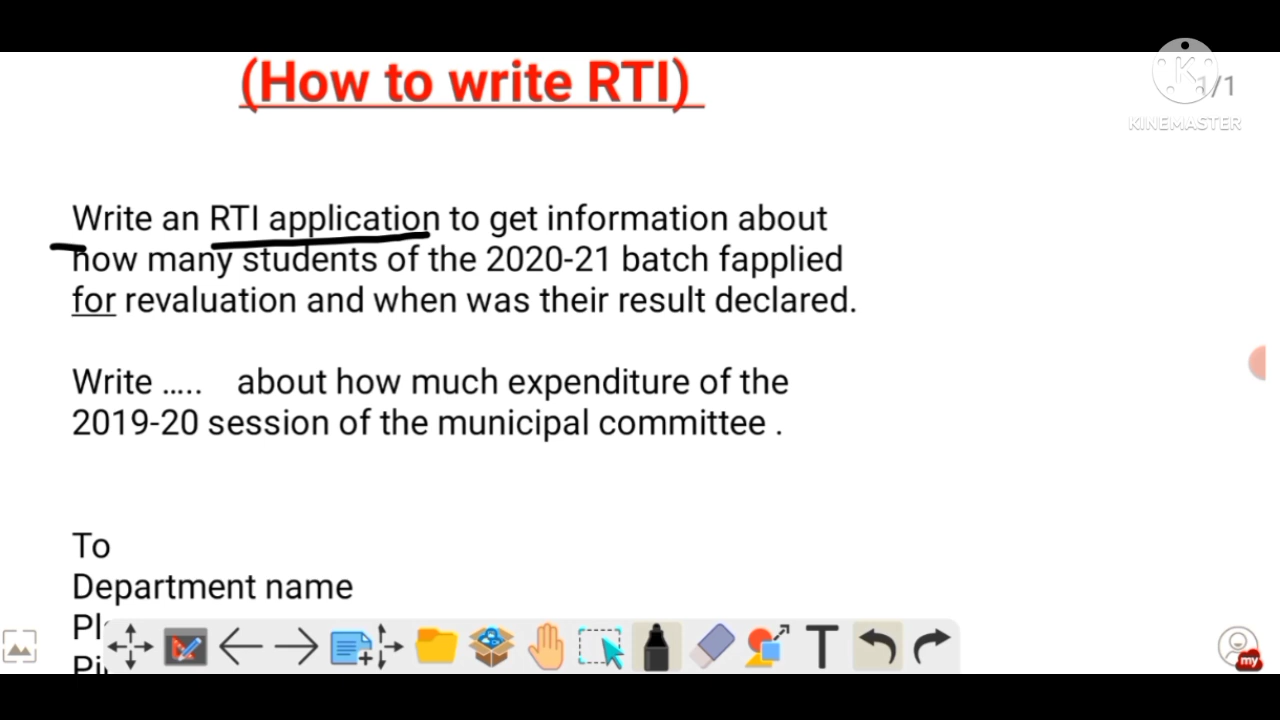 (How to write RTI)
1/1
KINEMASTER
Write an RTI application to get information about
how many students of the 2020-21 batch fapplied
for revaluation and when was their result declared.
Write ..... about how much expenditure of the
2019-20 session of the municipal committee .
To
Department name
my